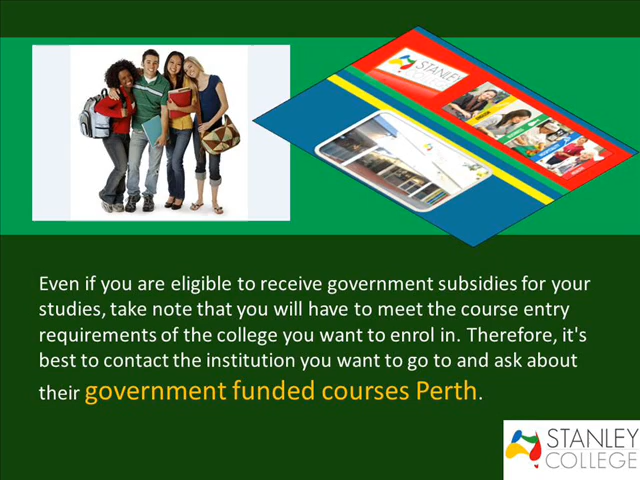 STANLEY
COLLEGE
Even if you are eligible to receive government subsidies for your
studies, take note that you will have to meet the course entry
requirements of the college you want to enrol in. Therefore, it's
best to contact the institution you want to go to and ask about
their government funded courses Perth.
STANLEY
COLLEGE